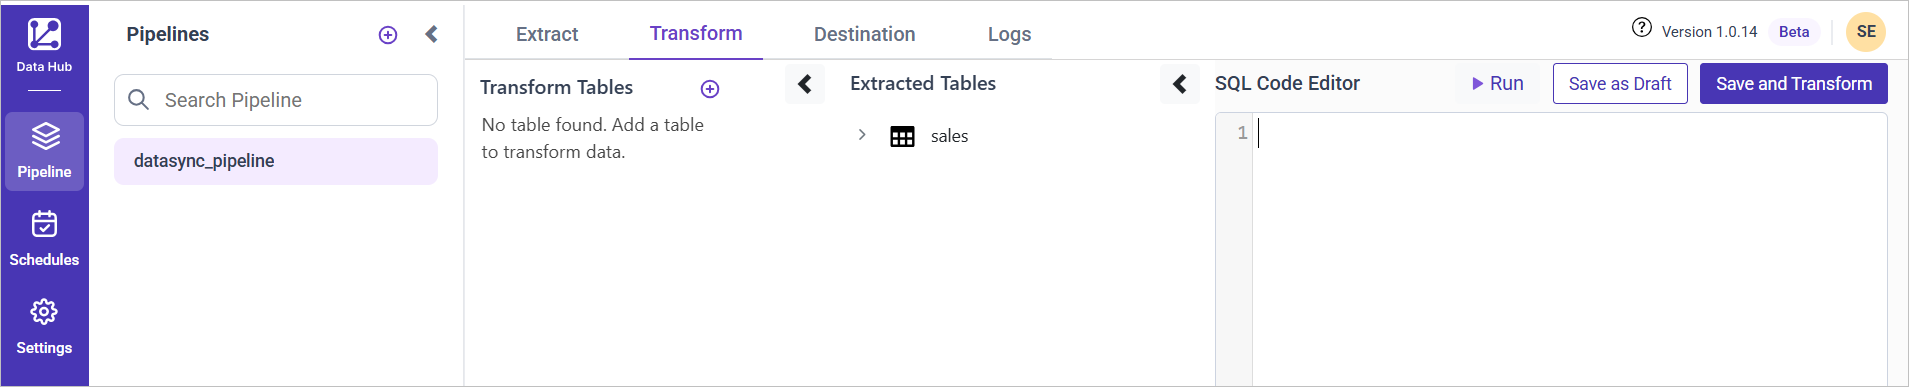 Data Hub
Pipeline
Schedules
Settings
Pipelines
Search Pipeline
datasync_pipeline
Extract
Transform
Destination
Logs
Version 1.0.14
Beta
SE
Transform Tables
No table found. Add a table
to transform data.
Extracted Tables
sales
SQL Code Editor
Run
Save as Draft
Save and Transform
1